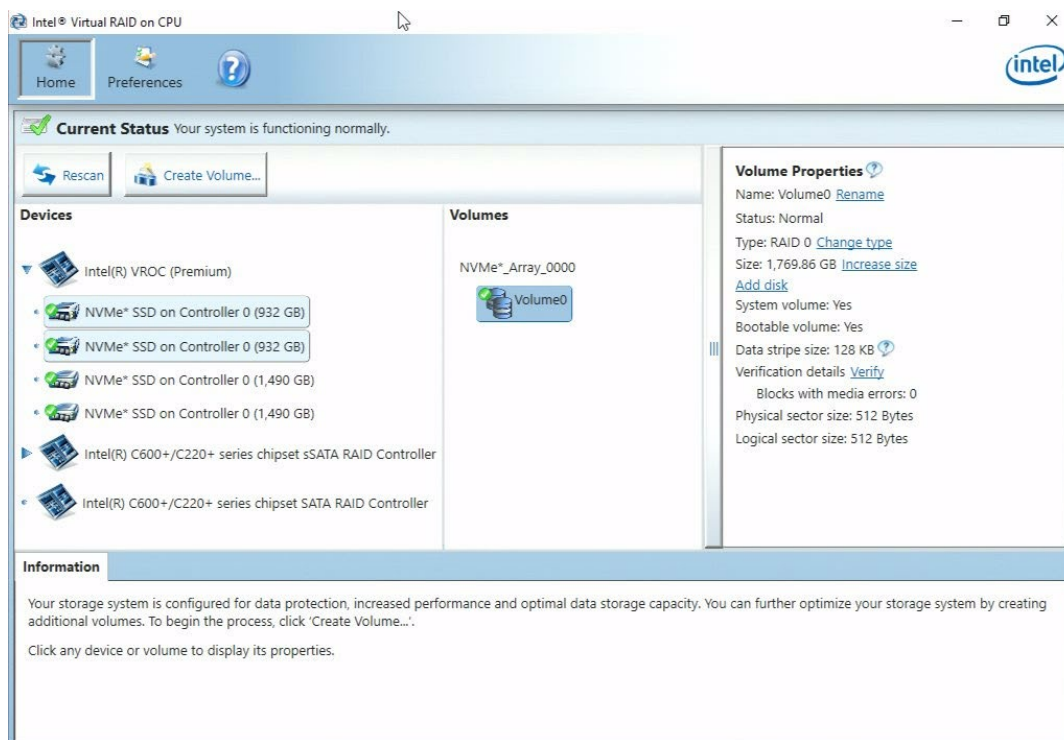 Intel® Virtual RAID on CPU
Home
Preferences
?
intel
Current Status Your system is functioning normally.
Rescan
Create Volume...
Devices
Intel(R) VROC (Premium)
NVMe* SSD on Controller 0 (932 GB)
NVMe* SSD on Controller 0 (932 GB)
NVMe* SSD on Controller 0 (1,490 GB)
NVMe* SSD on Controller 0 (1,490 GB)
Intel(R) C600+/C220+ series chipset sSATA RAID Controller
Intel(R) C600+/C220+ series chipset SATA RAID Controller
Volumes
NVMe*_Array_0000
Volume0
Volume Properties ?
Name: Volume0 Rename
Status: Normal
Type: RAID 0 Change type
Size: 1,769.86 GB Increase size
Add disk
System volume: Yes
Bootable volume: Yes
Data stripe size: 128 KB ?
Verification details Verify
Blocks with media errors: 0
Physical sector size: 512 Bytes
Logical sector size: 512 Bytes
Information
Your storage system is configured for data protection, increased performance and optimal data storage capacity. You can further optimize your storage system by creating
additional volumes. To begin the process, click 'Create Volume...'.
Click any device or volume to display its properties.